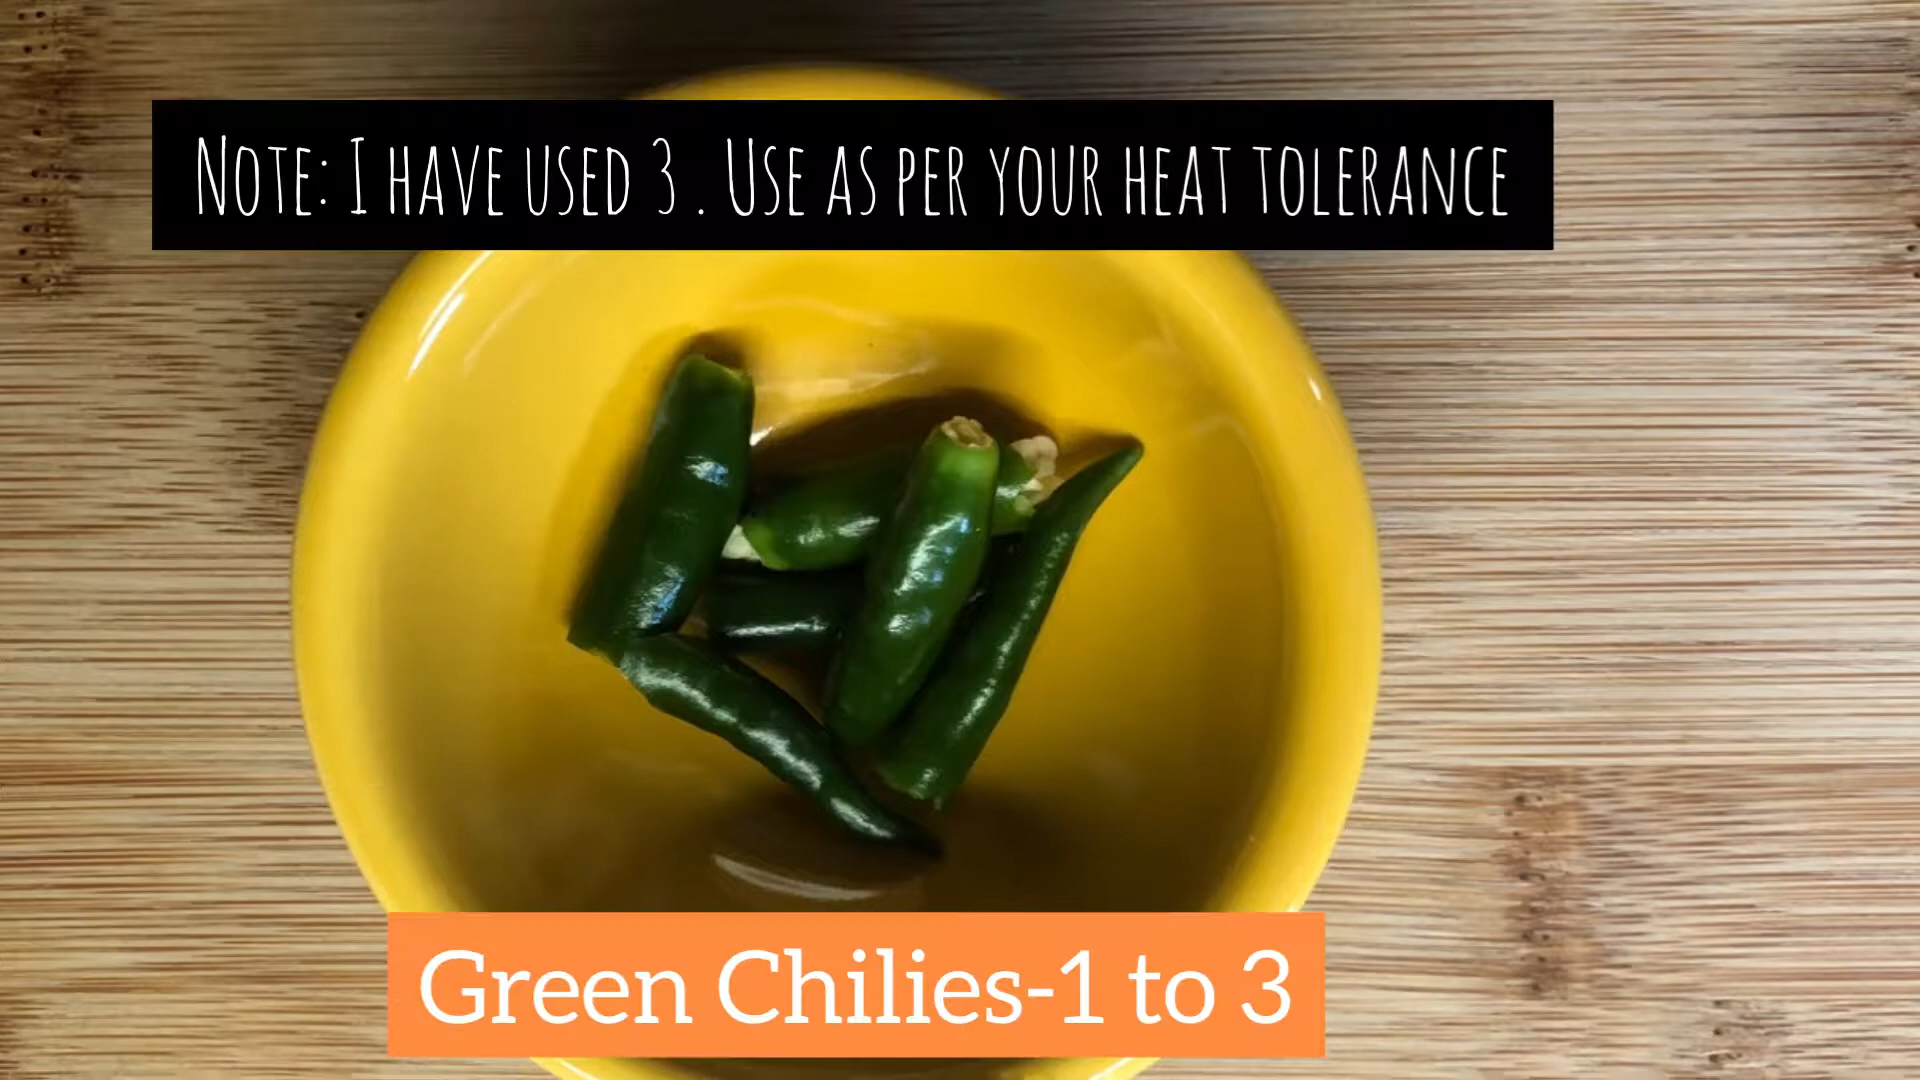 Note: I have used 3 . Use as per your heat tolerance
Green Chilies-1 to 3